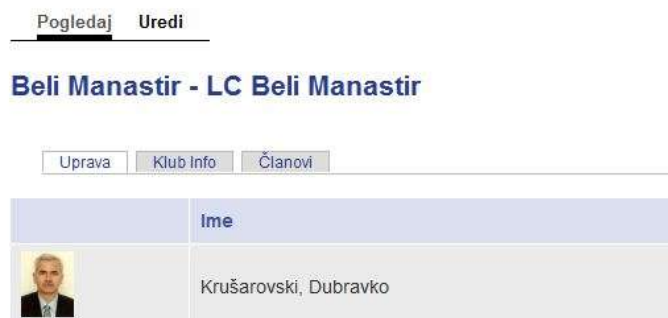 Pogledaj Uredi
Beli Manastir - LC Beli Manastir
Uprava Klub Info Članovi
Ime
Krušarovski, Dubravko